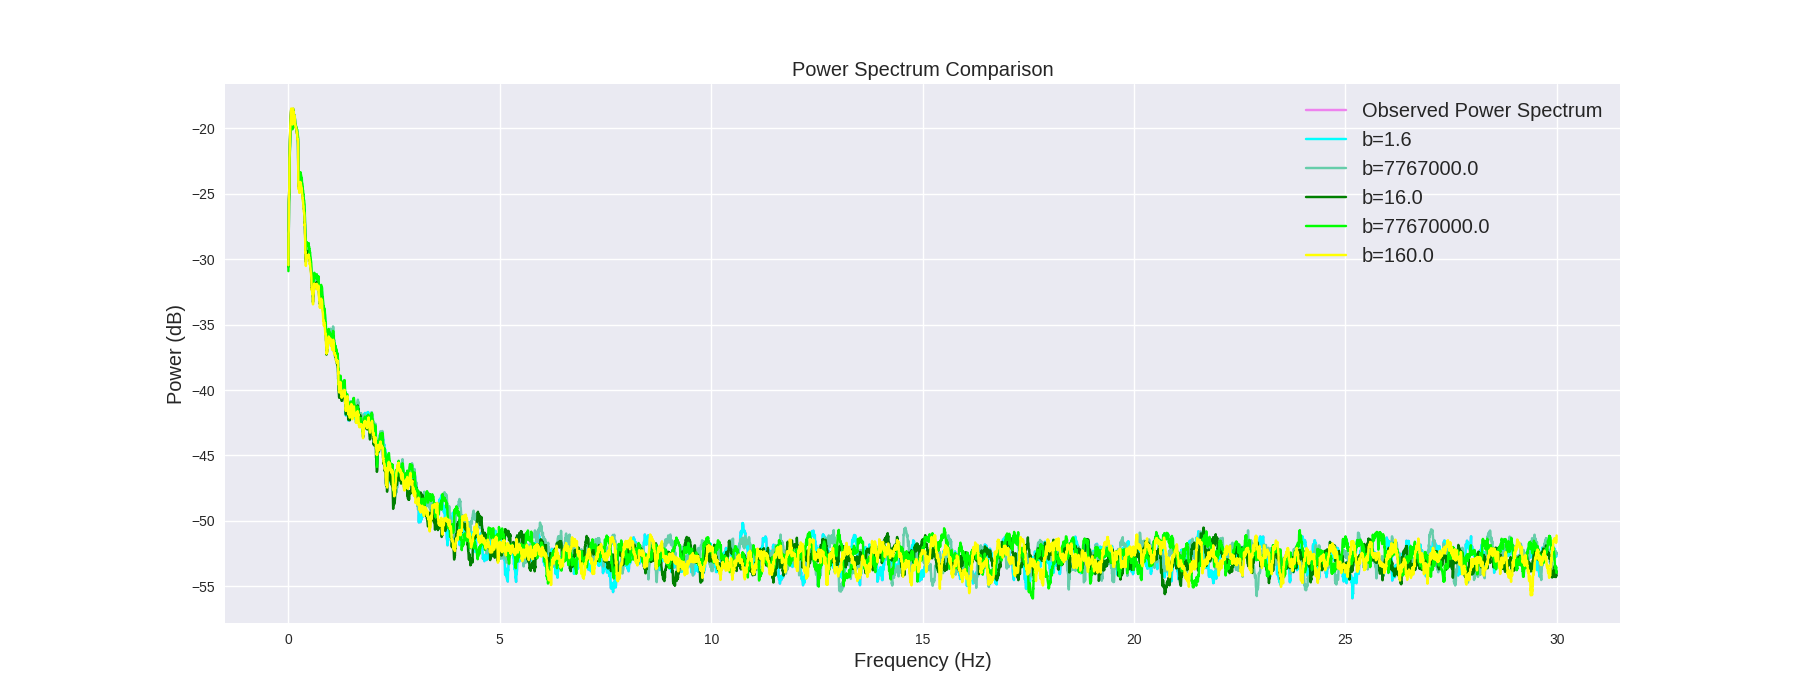 Power Spectrum Comparison
Observed Power Spectrum
b=1.6
b=7767000.0
b=16.0
b=77670000.0
b=160.0
Power (dB)
−20
−25
−30
−35
−40
−45
−50
−55
0 5 10 15 20 25 30
Frequency (Hz)